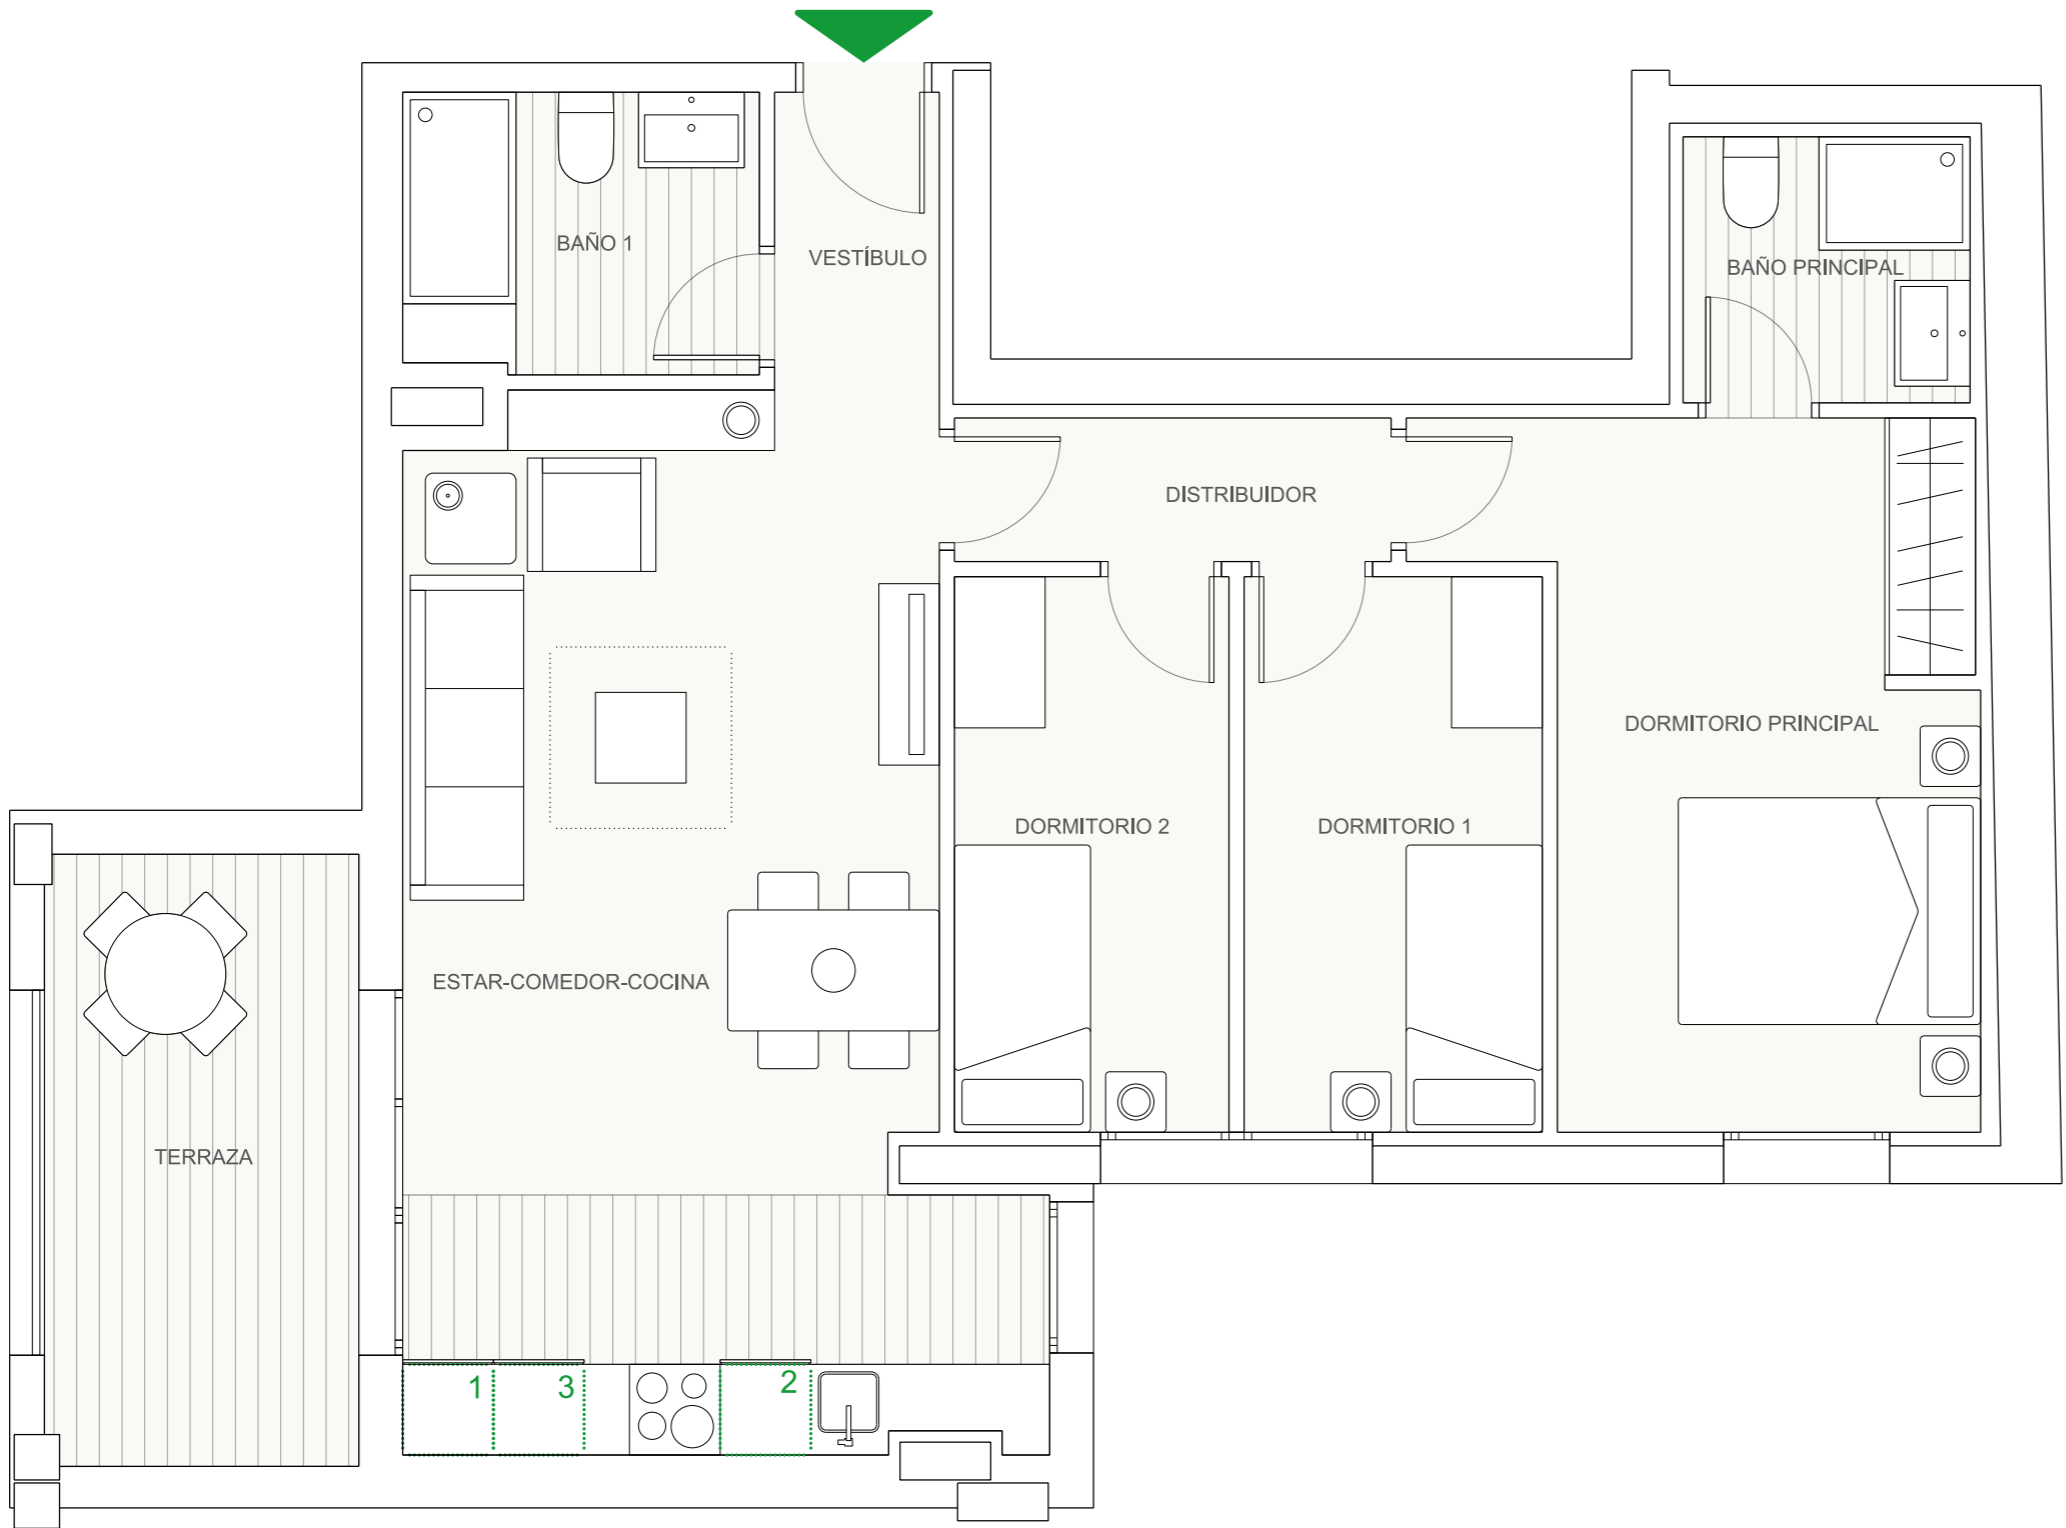 BAÑO 1
VESTÍBULO
BAÑO PRINCIPAL
DISTRIBUIDOR
DORMITORIO PRINCIPAL
DORMITORIO 2
DORMITORIO 1
ESTAR-COMEDOR-COCINA
TERRAZA
1
3
2